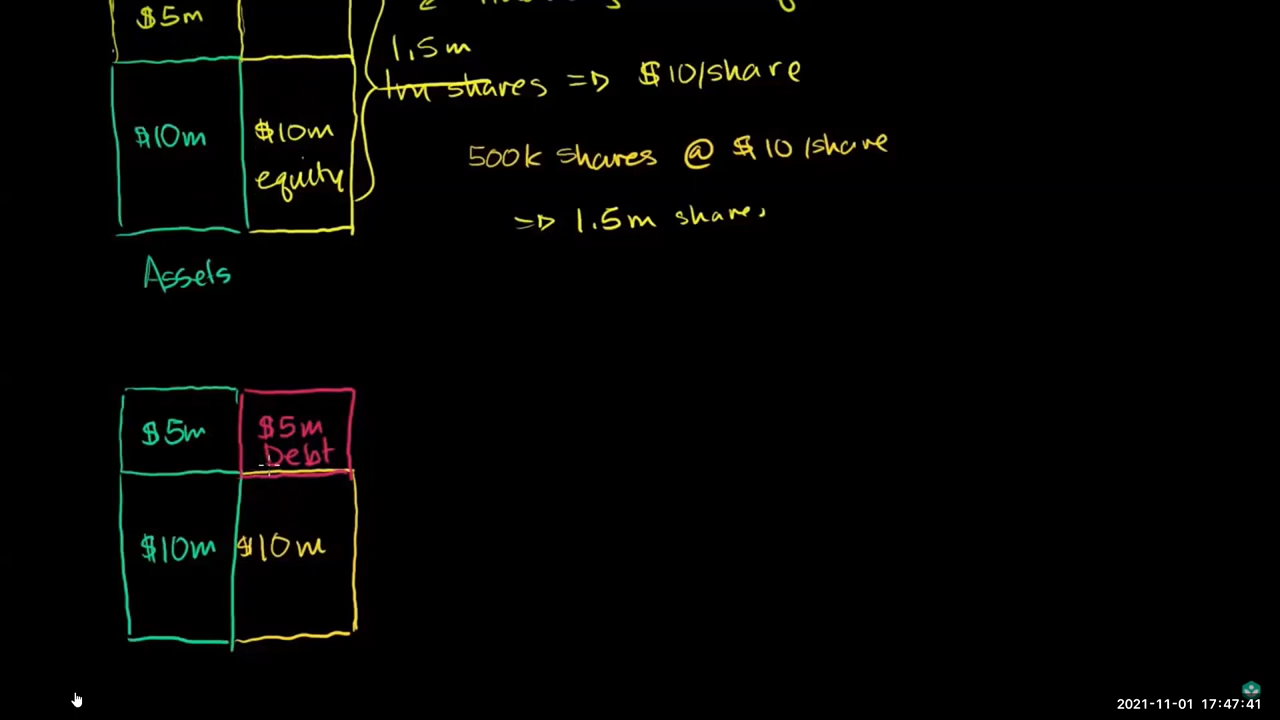 $5m
1.5m
1m shares => $10/share
$10m $10m
equity
500k shares @ $10/share
=> 1.5m shares
Assets
$5m $5m
Debt
$10m $10m
2021-11-01 17:47:41